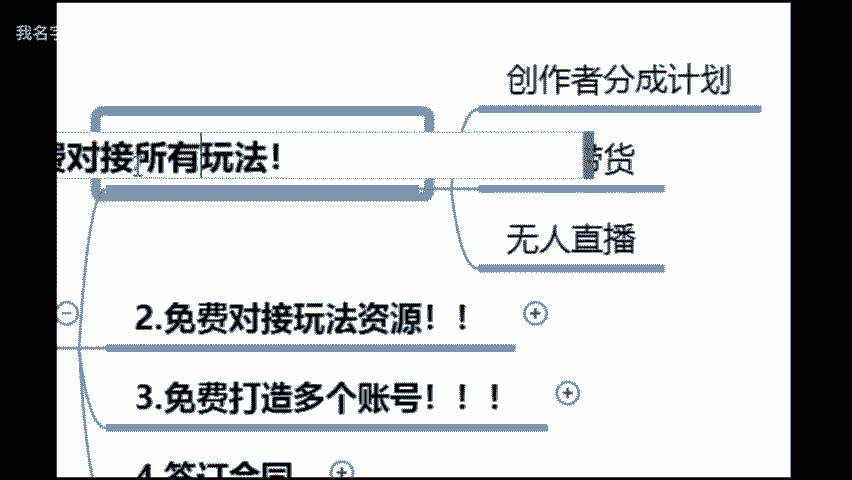 我名字
创作者分成计划
费对接所有玩法！
带货
无人直播
2.免费对接玩法资源！！
3.免费打造多个账号！！！
4.签订合同